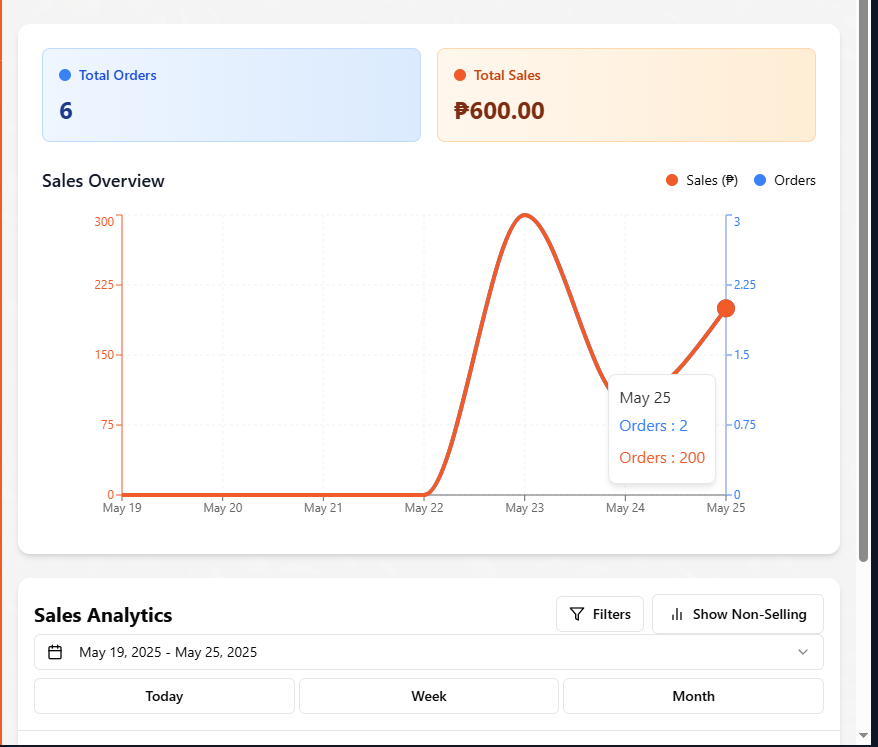 Total Orders
6
Total Sales
₱600.00
Sales Overview
Sales (₱) Orders
300
225
150
75
0
3
2.25
1.5
0.75
0
May 19 May 20 May 21 May 22 May 23 May 24 May 25
May 25
Orders : 2
Orders : 200
Sales Analytics
Filters
Show Non-Selling
May 19, 2025 - May 25, 2025
Today Week Month